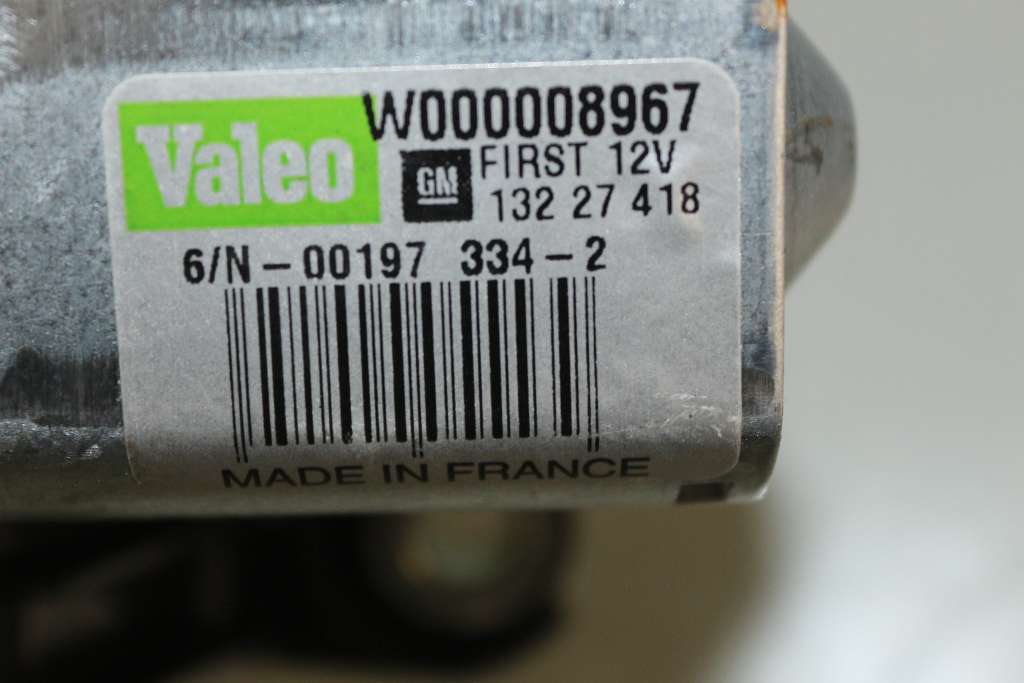 Valeo W000008967
GM FIRST 12V
132 27 418
6/N-00197 334-2
MADE IN FRANCE